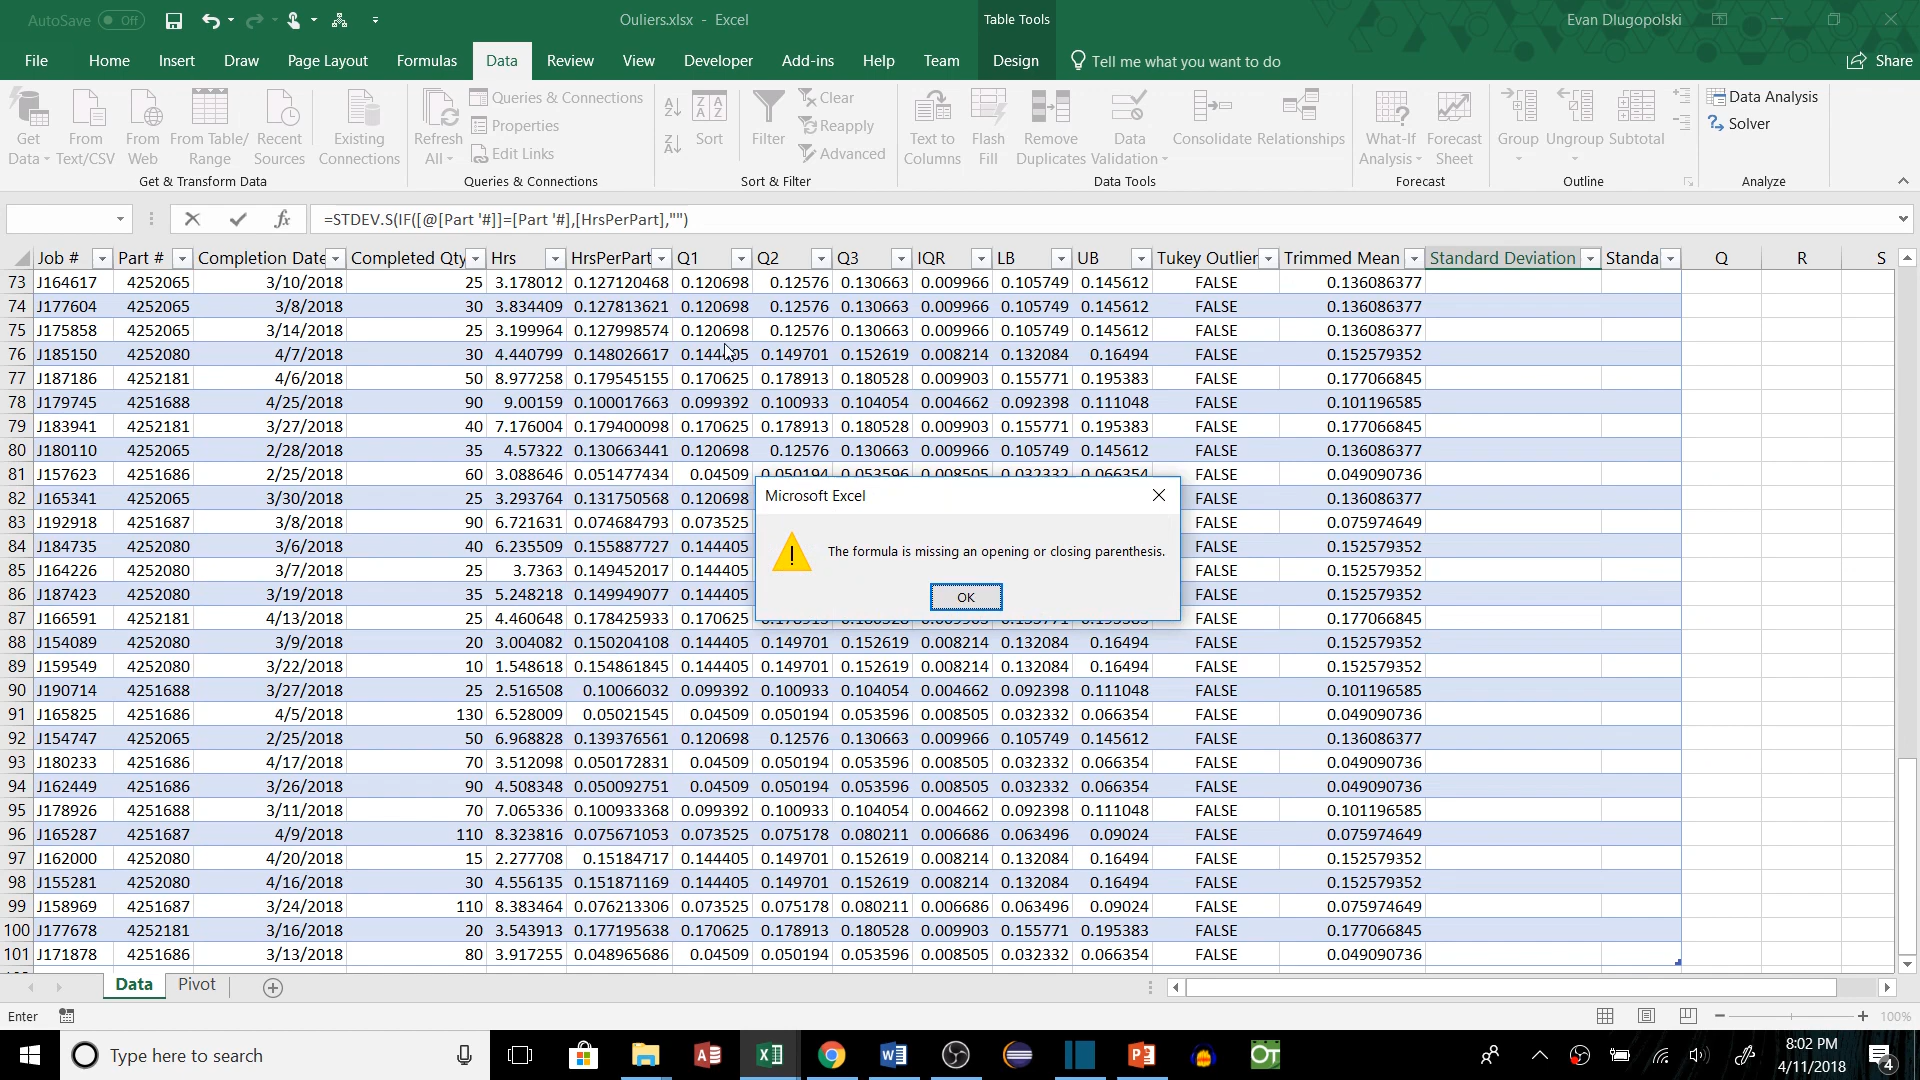 AutoSave Off Ouliers.xlsx - Excel Table Tools Evan Dlugopolski
File Home Insert Draw Page Layout Formulas Data Review View Developer Add-ins Help Team Design Tell me what you want to do Share
Get Data From Text/CSV From Web From Table/ Range Recent Sources Existing Connections Refresh All Queries & Connections Properties Edit Links Sort Filter Clear Reapply Advanced Text to Columns Flash Fill Remove Duplicates Data Validation Consolidate Relationships What-If Analysis Forecast Sheet Group Ungroup Subtotal Data Analysis Solver
Get & Transform Data Queries & Connections Sort & Filter Data Tools Forecast Outline Analyze
=STDEV.S(IF([@[Part '#]]=[Part '#],[HrsPerPart],"")
Job # Part # Completion Date Completed Qty Hrs HrsPerPart Q1 Q2 Q3 IQR LB UB Tukey Outlier Trimmed Mean Standard Deviation Standa Q R S
73 J164617 4252065 3/10/2018 25 3.178012 0.127120468 0.120698 0.12576 0.130663 0.009966 0.105749 0.145612 FALSE 0.136086377
74 J177604 4252065 3/8/2018 30 3.834409 0.127813621 0.120698 0.12576 0.130663 0.009966 0.105749 0.145612 FALSE 0.136086377
75 J175858 4252065 3/14/2018 25 3.199964 0.127998574 0.120698 0.12576 0.130663 0.009966 0.105749 0.145612 FALSE 0.136086377
76 J185150 4252080 4/7/2018 30 4.440799 0.148026617 0.144405 0.149701 0.152619 0.008214 0.132084 0.16494 FALSE 0.152579352
77 J187186 4252181 4/6/2018 50 8.977258 0.179545155 0.170625 0.178913 0.180528 0.009903 0.155771 0.195383 FALSE 0.177066845
78 J179745 4251688 4/25/2018 90 9.00159 0.100017663 0.099392 0.100933 0.104054 0.004662 0.092398 0.111048 FALSE 0.101196585
79 J183941 4252181 3/27/2018 40 7.176004 0.179400098 0.170625 0.178913 0.180528 0.009903 0.155771 0.195383 FALSE 0.177066845
80 J180110 4252065 2/28/2018 35 4.57322 0.130663441 0.120698 0.12576 0.130663 0.009966 0.105749 0.145612 FALSE 0.136086377
81 J157623 4251686 2/25/2018 60 3.088646 0.051477434 0.04509 0.050194 0.053596 0.008505 0.032332 0.066354 FALSE 0.049090736
82 J165341 4252065 3/30/2018 25 3.293764 0.131750568 0.120698 FALSE 0.136086377
83 J192918 4251687 3/8/2018 90 6.721631 0.074684793 0.073525 FALSE 0.075974649
84 J184735 4252080 3/6/2018 40 6.235509 0.155887727 0.144405 FALSE 0.152579352
85 J164226 4252080 3/7/2018 25 3.7363 0.149452017 0.144405 FALSE 0.152579352
86 J187423 4252080 3/19/2018 35 5.248218 0.149949077 0.144405 FALSE 0.152579352
87 J166591 4252181 4/13/2018 25 4.460648 0.178425933 0.170625 FALSE 0.177066845
88 J154089 4252080 3/9/2018 20 3.004082 0.150204108 0.144405 0.149701 0.152619 0.008214 0.132084 0.16494 FALSE 0.152579352
89 J159549 4252080 3/22/2018 10 1.548618 0.154861845 0.144405 0.149701 0.152619 0.008214 0.132084 0.16494 FALSE 0.152579352
90 J190714 4251688 3/27/2018 25 2.516508 0.10066032 0.099392 0.100933 0.104054 0.004662 0.092398 0.111048 FALSE 0.101196585
91 J165825 4251686 4/5/2018 130 6.528009 0.05021545 0.04509 0.050194 0.053596 0.008505 0.032332 0.066354 FALSE 0.049090736
92 J154747 4252065 2/25/2018 50 6.968828 0.139376561 0.120698 0.12576 0.130663 0.009966 0.105749 0.145612 FALSE 0.136086377
93 J180233 4251686 4/17/2018 70 3.512098 0.050172831 0.04509 0.050194 0.053596 0.008505 0.032332 0.066354 FALSE 0.049090736
94 J162449 4251686 3/26/2018 90 4.508348 0.050092751 0.04509 0.050194 0.053596 0.008505 0.032332 0.066354 FALSE 0.049090736
95 J178926 4251688 3/11/2018 70 7.065336 0.100933368 0.099392 0.100933 0.104054 0.004662 0.092398 0.111048 FALSE 0.101196585
96 J165287 4251687 4/9/2018 110 8.323816 0.075671053 0.073525 0.075178 0.080211 0.006686 0.063496 0.09024 FALSE 0.075974649
97 J162000 4252080 4/20/2018 15 2.277708 0.15184717 0.144405 0.149701 0.152619 0.008214 0.132084 0.16494 FALSE 0.152579352
98 J155281 4252080 4/16/2018 30 4.556135 0.151871169 0.144405 0.149701 0.152619 0.008214 0.132084 0.16494 FALSE 0.152579352
99 J158969 4251687 3/24/2018 110 8.383464 0.076213306 0.073525 0.075178 0.080211 0.006686 0.063496 0.09024 FALSE 0.075974649
100 J177678 4252181 3/16/2018 20 3.543913 0.177195638 0.170625 0.178913 0.180528 0.009903 0.155771 0.195383 FALSE 0.177066845
101 J171878 4251686 3/13/2018 80 3.917255 0.048965686 0.04509 0.050194 0.053596 0.008505 0.032332 0.066354 FALSE 0.049090736
Microsoft Excel
The formula is missing an opening or closing parenthesis.
OK
Data Pivot
Enter 100%
Type here to search 8:02 PM
4/11/2018 4